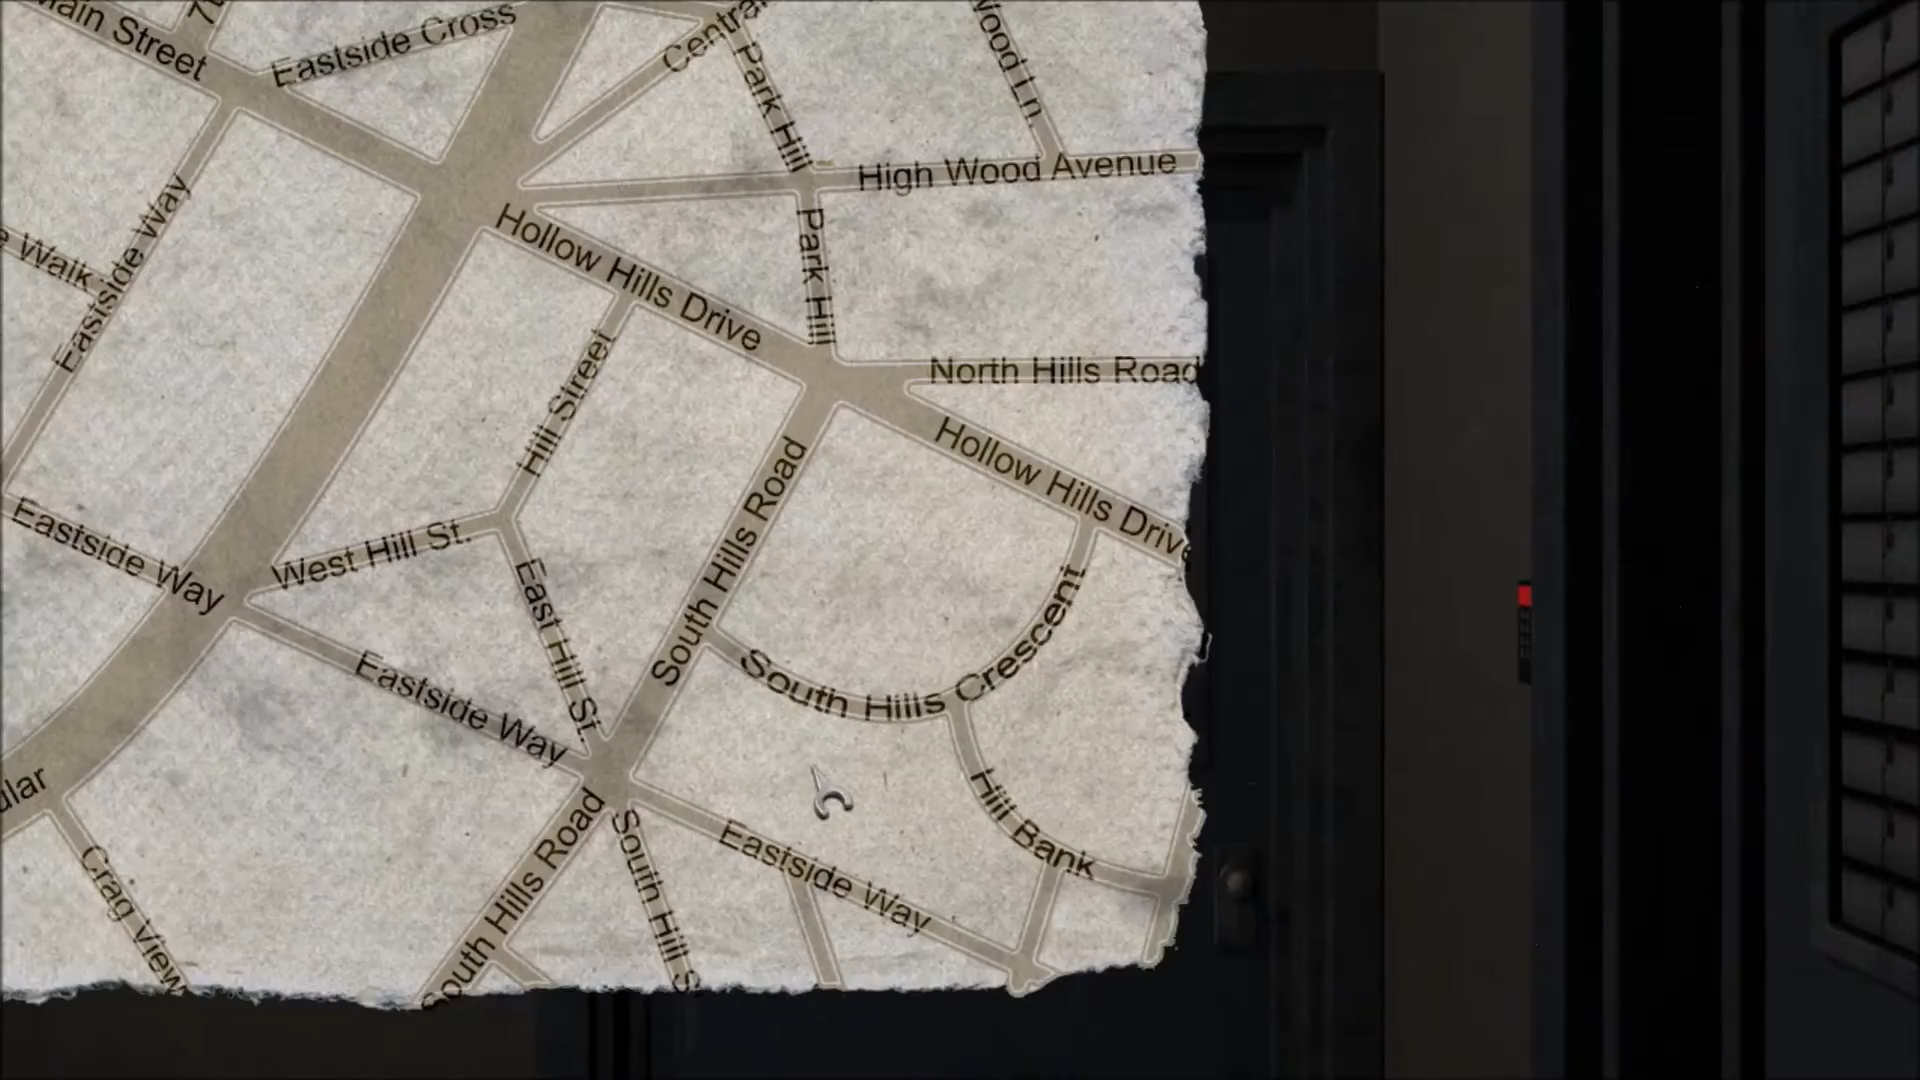 Main Street
Eastside Cross
Central
Park Hill
Wood Ln.
High Wood Avenue
Eastside Way
Walk
Hollow Hills Drive
Park Hill
North Hills Road
Hill Street
South Hills Road
Hollow Hills Drive
Eastside Way
West Hill St.
East Hill St.
South Hills Crescent
Eastside Way
Hill Bank
Crag View
South Hills Road
South Hill S
Eastside Way